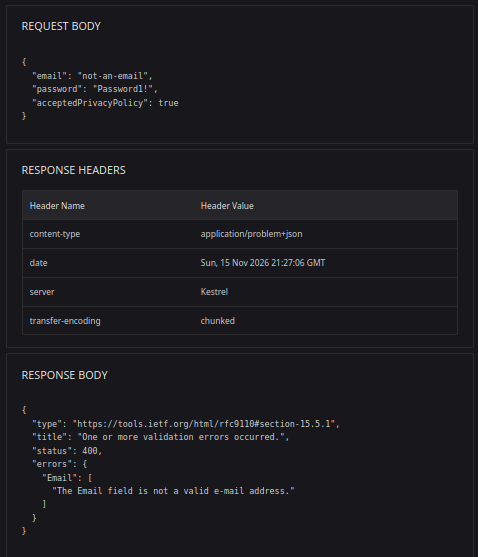 REQUEST BODY
{
  "email": "not-an-email",
  "password": "Password1!",
  "acceptedPrivacyPolicy": true
}
RESPONSE HEADERS
Header Name Header Value
content-type application/problem+json
date Sun, 15 Nov 2026 21:27:06 GMT
server Kestrel
transfer-encoding chunked
RESPONSE BODY
{
  "type": "https://tools.ietf.org/html/rfc9110#section-15.5.1",
  "title": "One or more validation errors occurred.",
  "status": 400,
  "errors": {
    "Email": [
      "The Email field is not a valid e-mail address."
    ]
  }
}